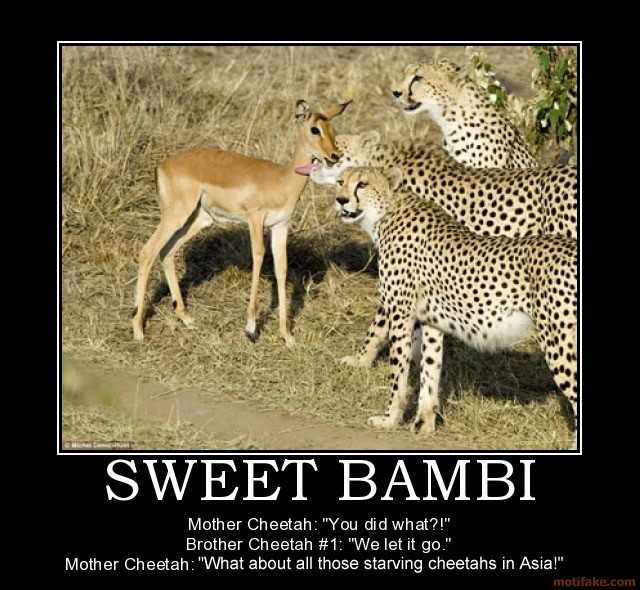 SWEET BAMBI
Mother Cheetah: "You did what?!"
Brother Cheetah #1: "We let it go."
Mother Cheetah: "What about all those starving cheetahs in Asia!"
motifake.com